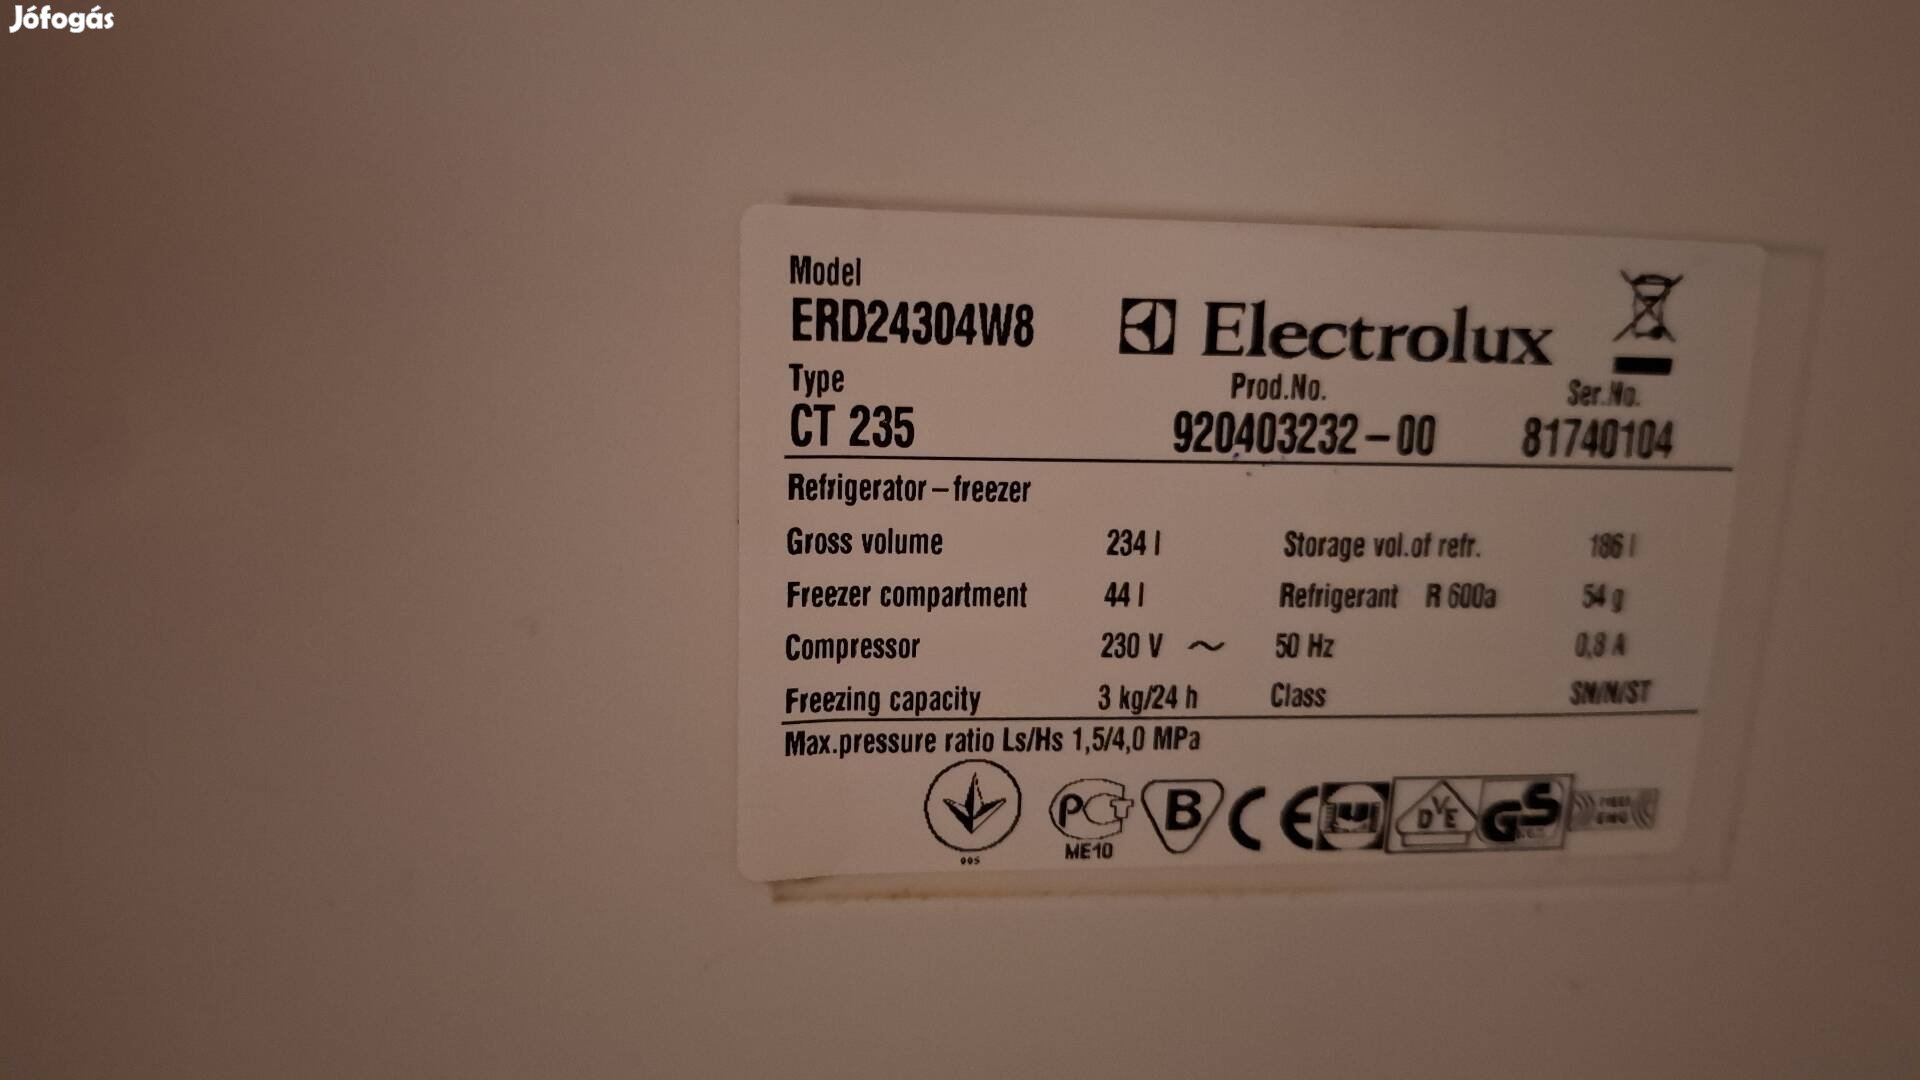 Jófogás
Model
ERD24304W8
Electrolux
Type
Prod.No.
Ser.No.
CT 235
920403232-00
81740104
Refrigerator-freezer
Gross volume 234 l Storage vol.of refr. 186 l
Freezer compartment 44 l Refrigerant R 600a 54 g
Compressor 230 V ~ 50 Hz 0,8 A
Freezing capacity 3 kg/24 h Class SN/N/ST
Max.pressure ratio Ls/Hs 1,5/4,0 MPa
005
PCT
ME10
B
CE
DVE
GS